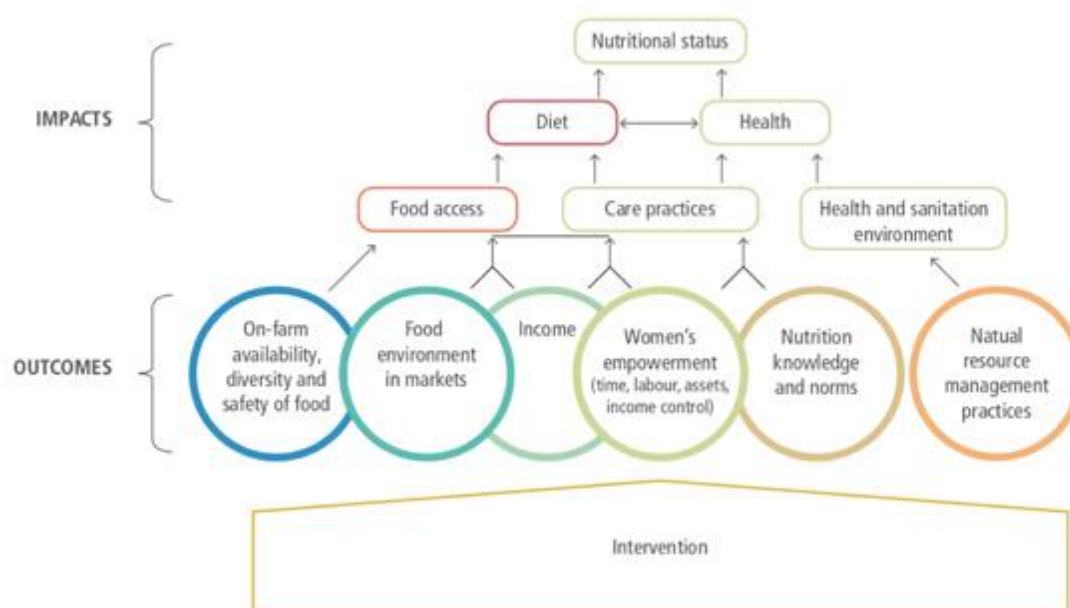 Nutritional status
IMPACTS
Diet
Health
Food access
Care practices
Health and sanitation
environment
OUTCOMES
On-farm
availability,
diversity and
safety of food
Food
environment
in markets
Income
Women's
empowerment
(time, labour, assets,
income control)
Nutrition
knowledge
and norms
Natual
resource
management
practices
Intervention